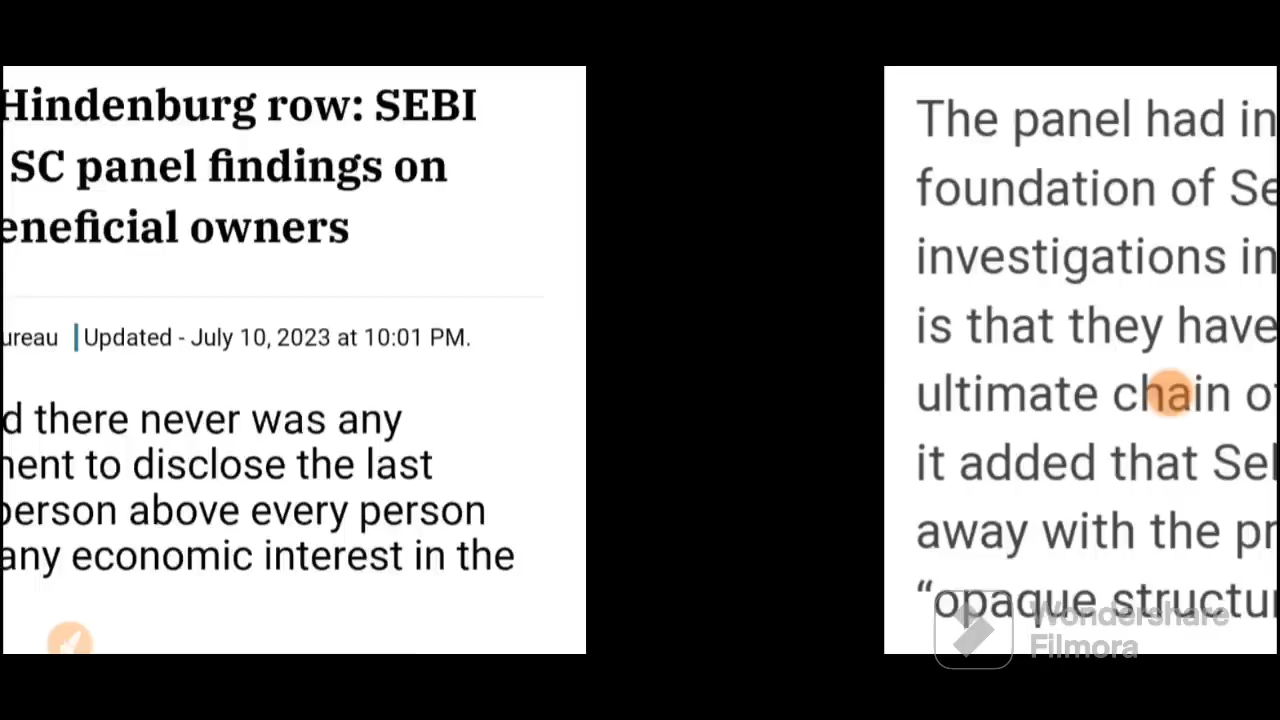 Hindenburg row: SEBI
SC panel findings on
eneficial owners
ureau | Updated - July 10, 2023 at 10:01 PM.
d there never was any
nent to disclose the last
person above every person
any economic interest in the
The panel had in
foundation of Se
investigations in
is that they have
ultimate chain of
it added that Seb
away with the pr
“opaque structur
Wondershare
Filmora